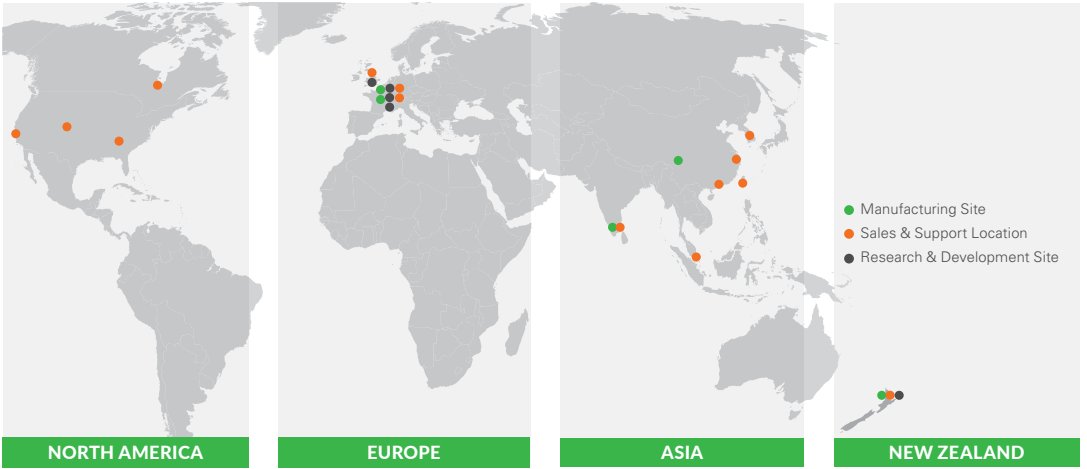 Manufacturing Site
Sales & Support Location
Research & Development Site
NORTH AMERICA
EUROPE
ASIA
NEW ZEALAND